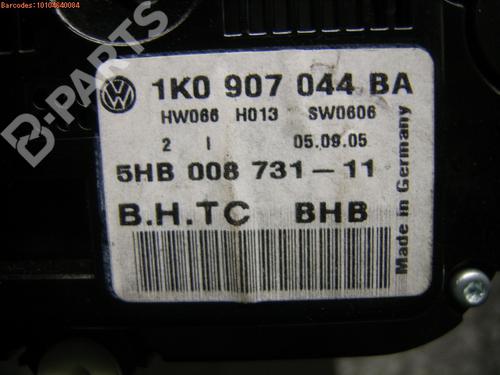 Barcodes:10104640004
B-PARTS
1K0 907 044 BA
HW066 H013 SW0606
2 I 05.09.05
5HB 008 731-11
B.H.TC BHB
Made in Germany